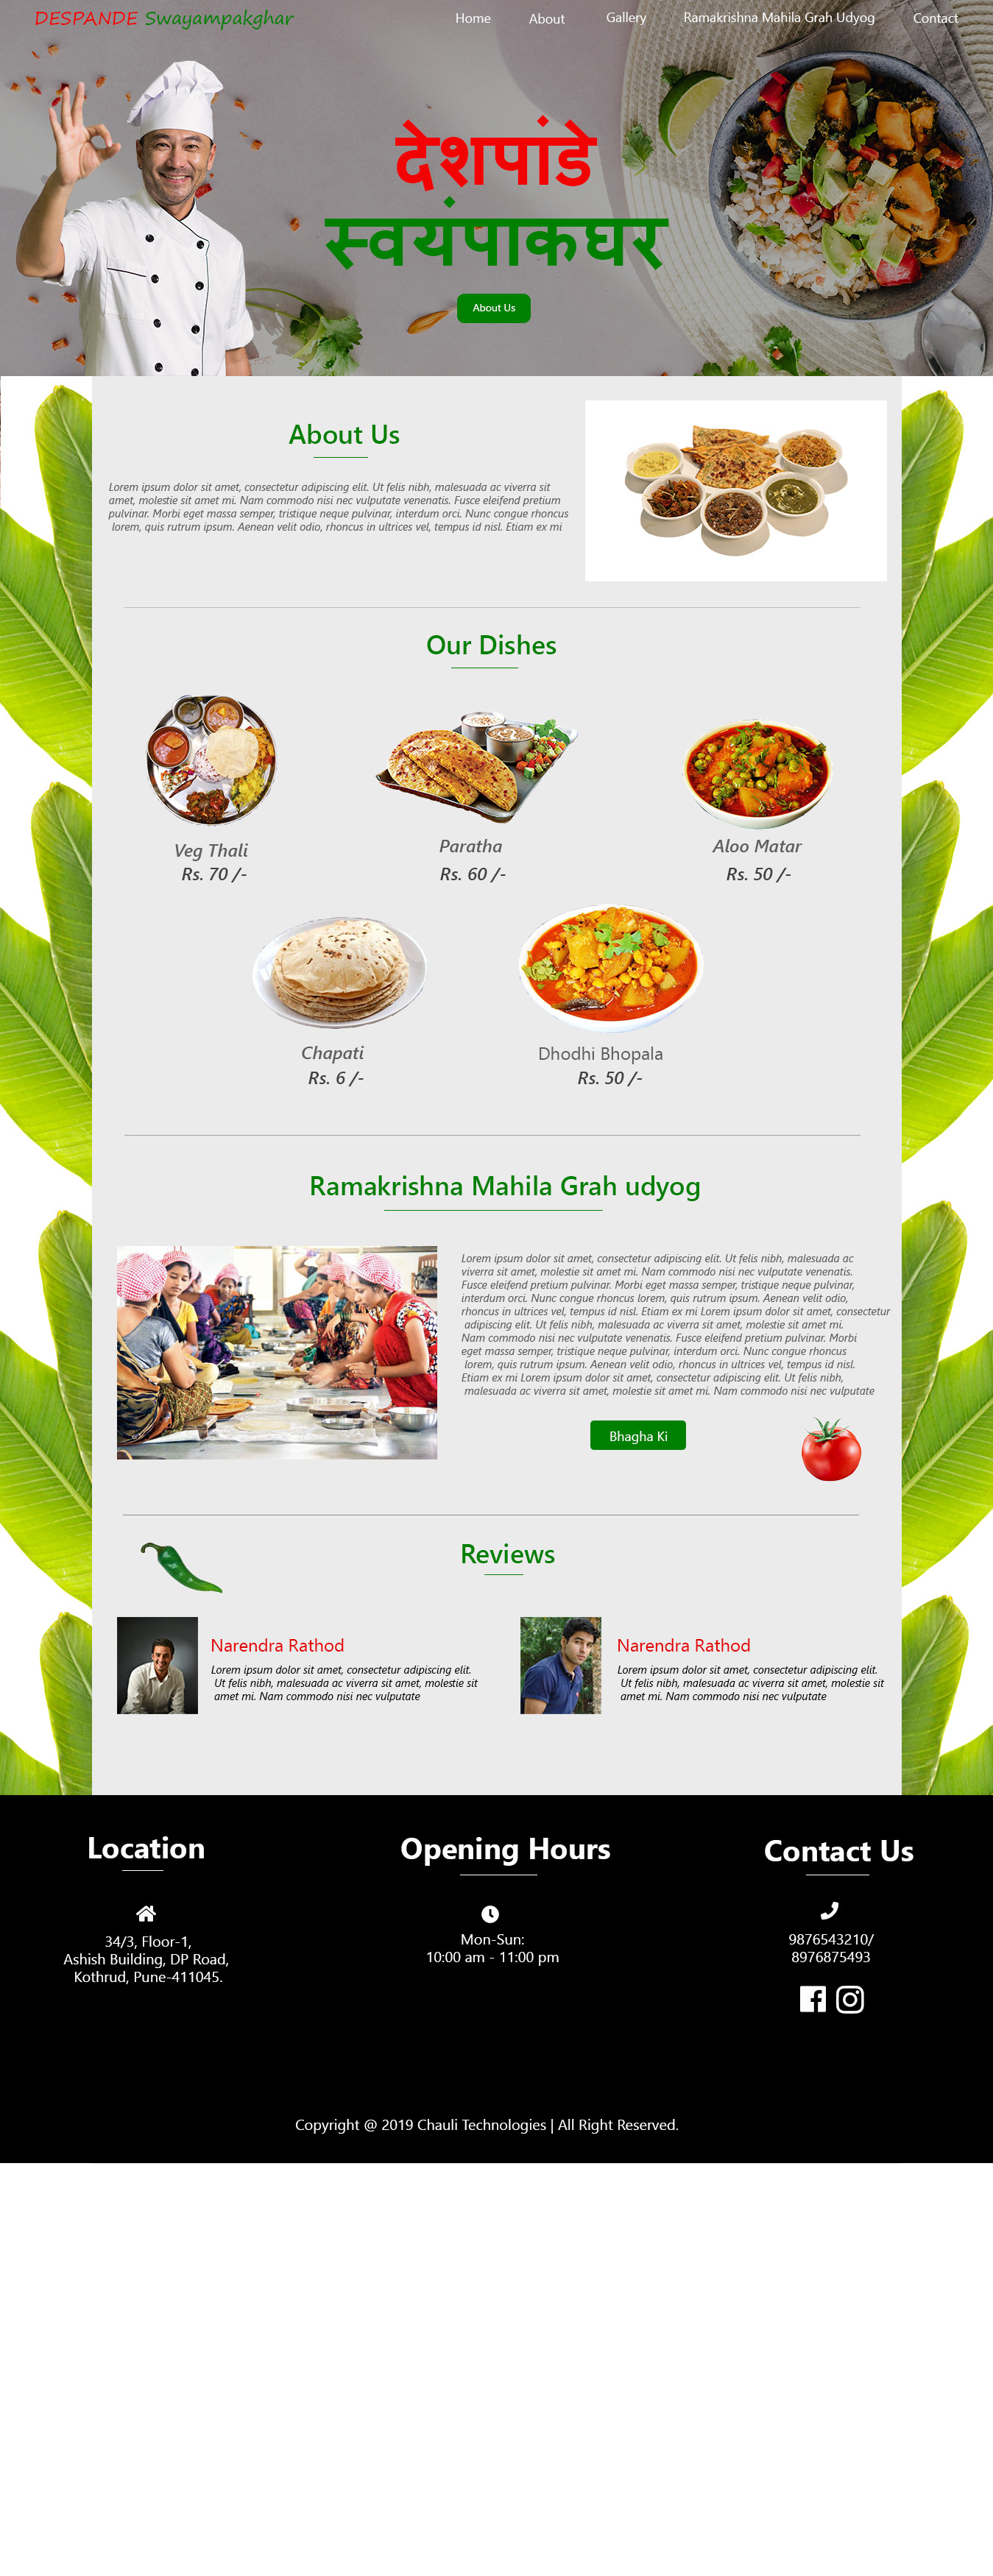 DESPANDE Swayampakghar
Home About Gallery Ramakrishna Mahila Grah Udyog Contact
देशपांडे
स्वयंपाकघर
About Us
About Us
Lorem ipsum dolor sit amet, consectetur adipiscing elit. Ut felis nibh, malesuada ac viverra sit
amet, molestie sit amet mi. Nam commodo nisi nec vulputate venenatis. Fusce eleifend pretium
pulvinar. Morbi eget massa semper, tristique neque pulvinar, interdum orci. Nunc congue rhoncus
lorem, quis rutrum ipsum. Aenean velit odio, rhoncus in ultrices vel, tempus id nisl. Etiam ex mi
Our Dishes
Veg Thali
Rs. 70 /-
Paratha
Rs. 60 /-
Aloo Matar
Rs. 50 /-
Chapati
Rs. 6 /-
Dhodhi Bhopala
Rs. 50 /-
Ramakrishna Mahila Grah udyog
Lorem ipsum dolor sit amet, consectetur adipiscing elit. Ut felis nibh, malesuada ac
viverra sit amet, molestie sit amet mi. Nam commodo nisi nec vulputate venenatis.
Fusce eleifend pretium pulvinar. Morbi eget massa semper, tristique neque pulvinar,
interdum orci. Nunc congue rhoncus lorem, quis rutrum ipsum. Aenean velit odio,
rhoncus in ultrices vel, tempus id nisl. Etiam ex mi Lorem ipsum dolor sit amet, consectetur
adipiscing elit. Ut felis nibh, malesuada ac viverra sit amet, molestie sit amet mi.
Nam commodo nisi nec vulputate venenatis. Fusce eleifend pretium pulvinar. Morbi
eget massa semper, tristique neque pulvinar, interdum orci. Nunc congue rhoncus
lorem, quis rutrum ipsum. Aenean velit odio, rhoncus in ultrices vel, tempus id nisl.
Etiam ex mi Lorem ipsum dolor sit amet, consectetur adipiscing elit. Ut felis nibh,
malesuada ac viverra sit amet, molestie sit amet mi. Nam commodo nisi nec vulputate
Bhagha Ki
Reviews
Narendra Rathod
Lorem ipsum dolor sit amet, consectetur adipiscing elit.
Ut felis nibh, malesuada ac viverra sit amet, molestie sit
amet mi. Nam commodo nisi nec vulputate
Narendra Rathod
Lorem ipsum dolor sit amet, consectetur adipiscing elit.
Ut felis nibh, malesuada ac viverra sit amet, molestie sit
amet mi. Nam commodo nisi nec vulputate
Location
34/3, Floor-1,
Ashish Building, DP Road,
Kothrud, Pune-411045.
Opening Hours
Mon-Sun:
10:00 am - 11:00 pm
Contact Us
9876543210/
8976875493
Copyright @ 2019 Chauli Technologies | All Right Reserved.